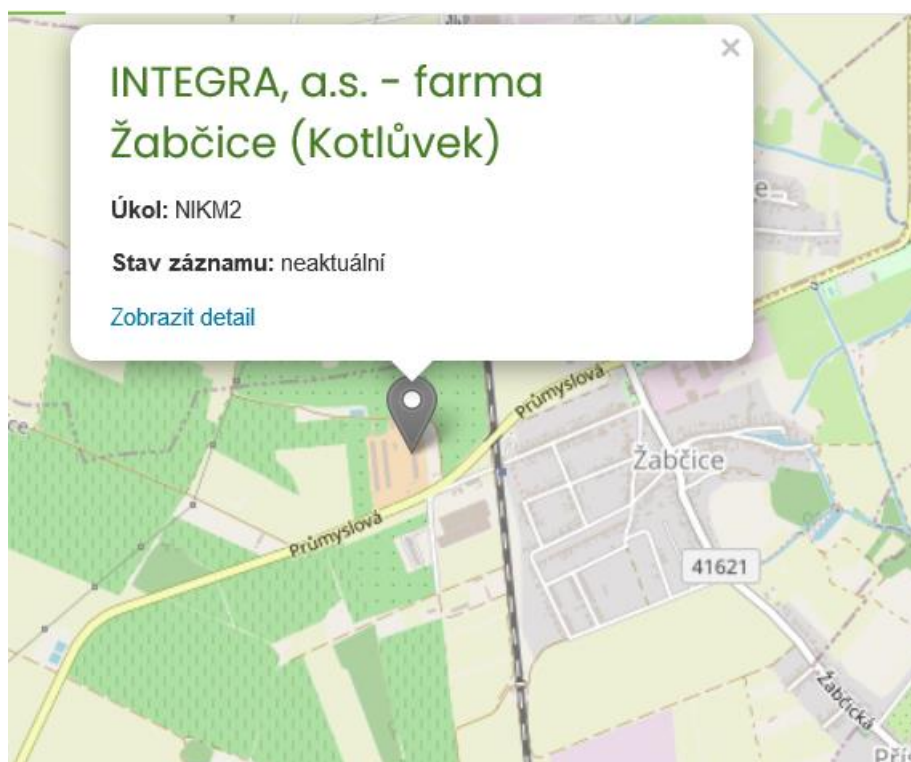 ×
INTEGRA, a.s. - farma
Žabčice (Kotlůvek)
Úkol: NIKM2
Stav záznamu: neaktuální
Zobrazit detail
Průmyslová
Žabčice
Průmyslová
41621
Žabčická